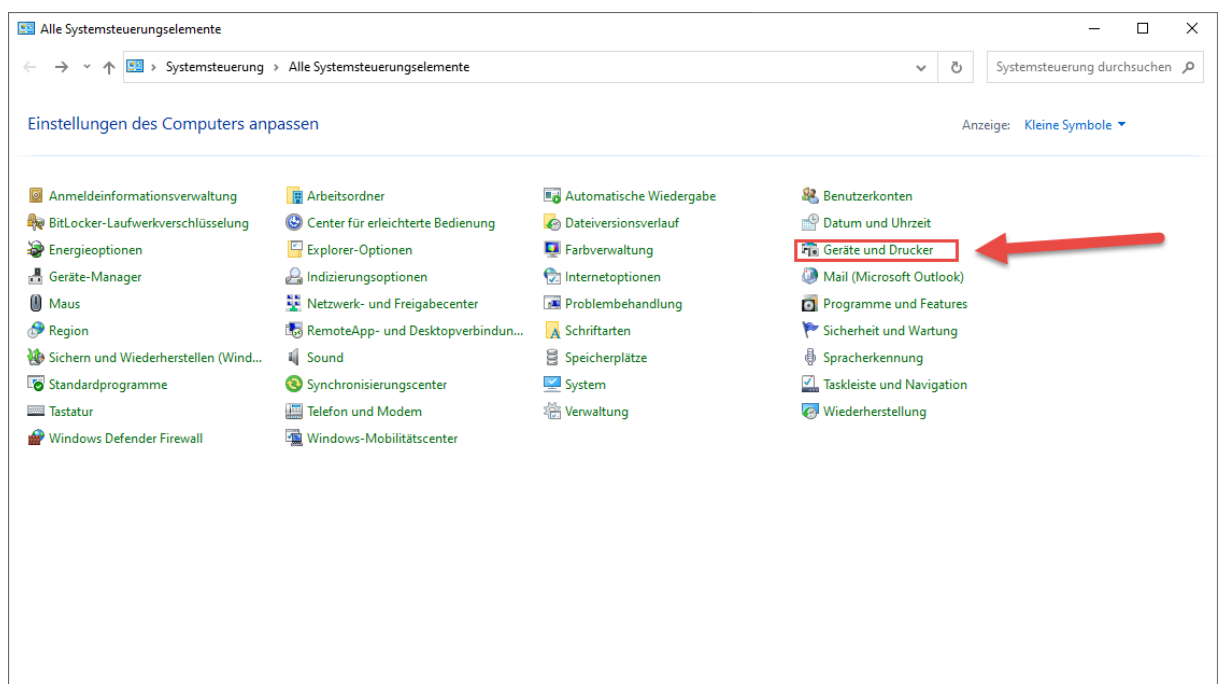 Alle Systemsteuerungselemente
Systemsteuerung > Alle Systemsteuerungselemente
Systemsteuerung durchsuchen
Einstellungen des Computers anpassen
Anzeige: Kleine Symbole
Anmeldeinformationsverwaltung
Arbeitsordner
Automatische Wiedergabe
Benutzerkonten
BitLocker-Laufwerkverschlüsselung
Center für erleichterte Bedienung
Dateiversionsverlauf
Datum und Uhrzeit
Energieoptionen
Explorer-Optionen
Farbverwaltung
Geräte und Drucker
Geräte-Manager
Indizierungsoptionen
Internetoptionen
Mail (Microsoft Outlook)
Maus
Netzwerk- und Freigabecenter
Problembehandlung
Programme und Features
Region
RemoteApp- und Desktopverbindun...
Schriftarten
Sicherheit und Wartung
Sichern und Wiederherstellen (Wind...
Sound
Speicherplätze
Spracherkennung
Standardprogramme
Synchronisierungscenter
System
Taskleiste und Navigation
Tastatur
Telefon und Modem
Verwaltung
Wiederherstellung
Windows Defender Firewall
Windows-Mobilitätscenter